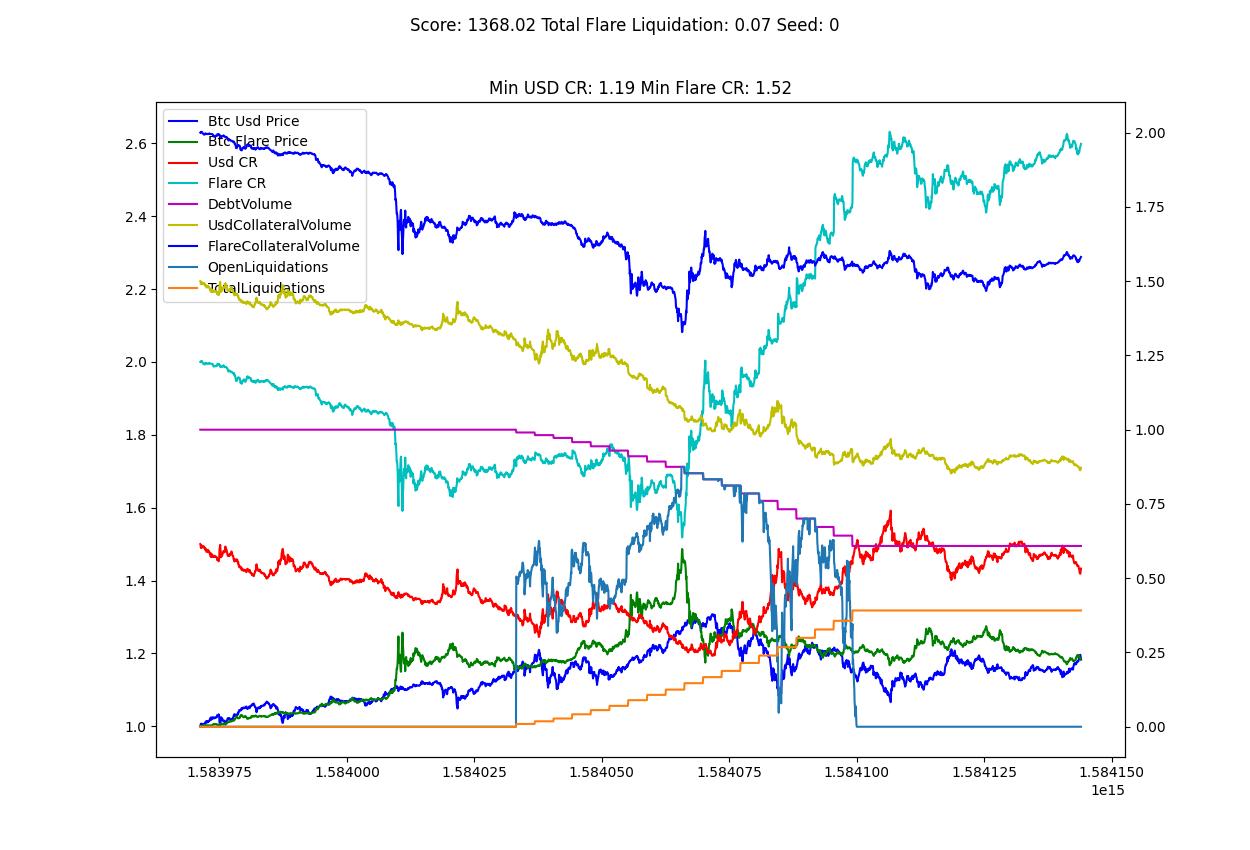 Score: 1368.02 Total Flare Liquidation: 0.07 Seed: 0
Min USD CR: 1.19 Min Flare CR: 1.52
Btc Usd Price
Btc Flare Price
Usd CR
Flare CR
DebtVolume
UsdCollateralVolume
FlareCollateralVolume
OpenLiquidations
TotalLiquidations
2.6
2.4
2.2
2.0
1.8
1.6
1.4
1.2
1.0
2.00
1.75
1.50
1.25
1.00
0.75
0.50
0.25
0.00
1.583975 1.584000 1.584025 1.584050 1.584075 1.584100 1.584125 1.584150
1e15